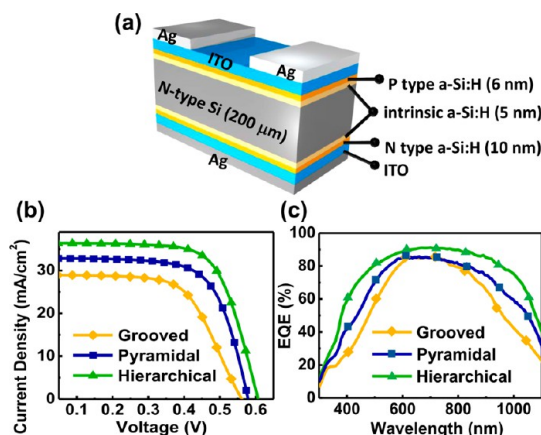 (a)
Ag
ITO
Ag
N-type Si (200 μm)
Ag
P type a-Si:H (6 nm)
intrinsic a-Si:H (5 nm)
N type a-Si:H (10 nm)
ITO
(b)
Current Density (mA/cm²)
30
20
10
0
0.1 0.2 0.3 0.4 0.5 0.6
Voltage (V)
Grooved
Pyramidal
Hierarchical
(c)
EQE (%)
100
80
60
40
20
0
400 600 800 1000
Wavelength (nm)
Grooved
Pyramidal
Hierarchical